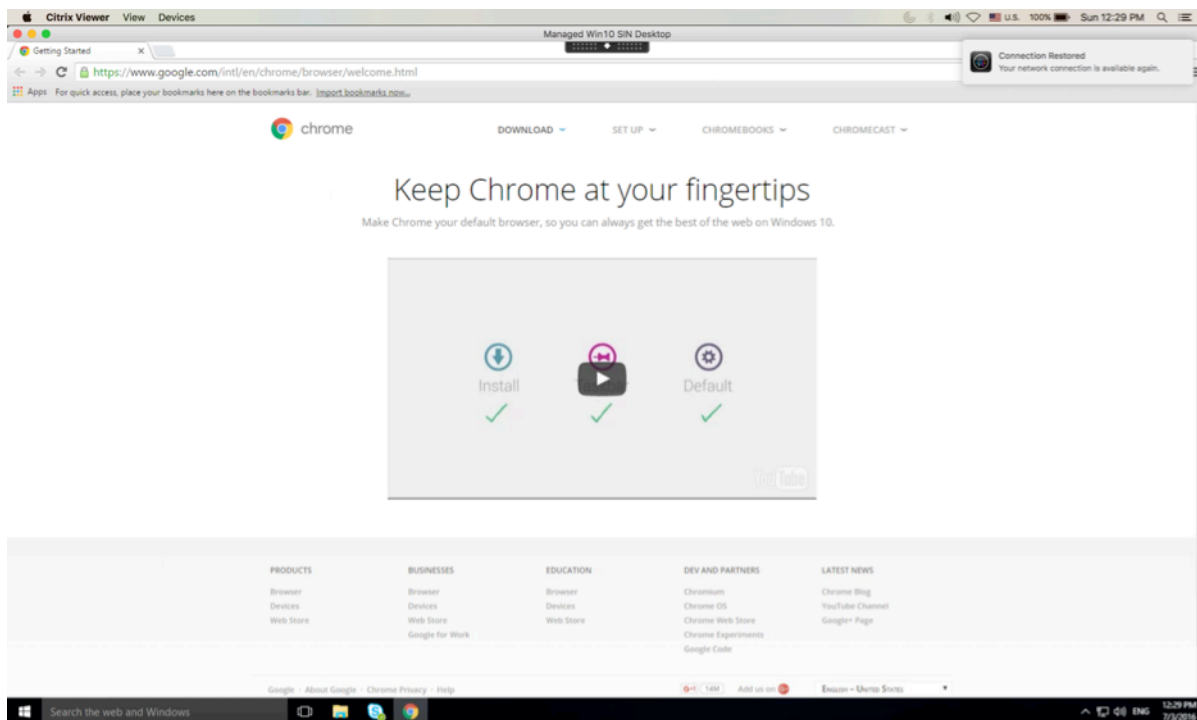 Citrix Viewer View Devices
U.S. 100% Sun 12:29 PM
Managed Win10 SIN Desktop
Getting Started
https://www.google.com/intl/en/chrome/browser/welcome.html
Connection Restored
Your network connection is available again.
Apps For quick access, place your bookmarks here on the bookmarks bar. Import bookmarks now...
chrome DOWNLOAD SET UP CHROMEBOOKS CHROMECAST
Keep Chrome at your fingertips
Make Chrome your default browser, so you can always get the best of the web on Windows 10.
Install Default
YouTube
PRODUCTS BUSINESSES EDUCATION DEV AND PARTNERS LATEST NEWS
Browser Browser Browser Chromium Chrome Blog
Devices Devices Devices Chrome OS YouTube Channel
Web Store Web Store Web Store Chrome Web Store Google+ Page
Google for Work Chrome Experiments
Google Code
Google · About Google · Chrome Privacy · Help
+1 14M Add us on English – United States
Search the web and Windows
ENG 12:29 PM